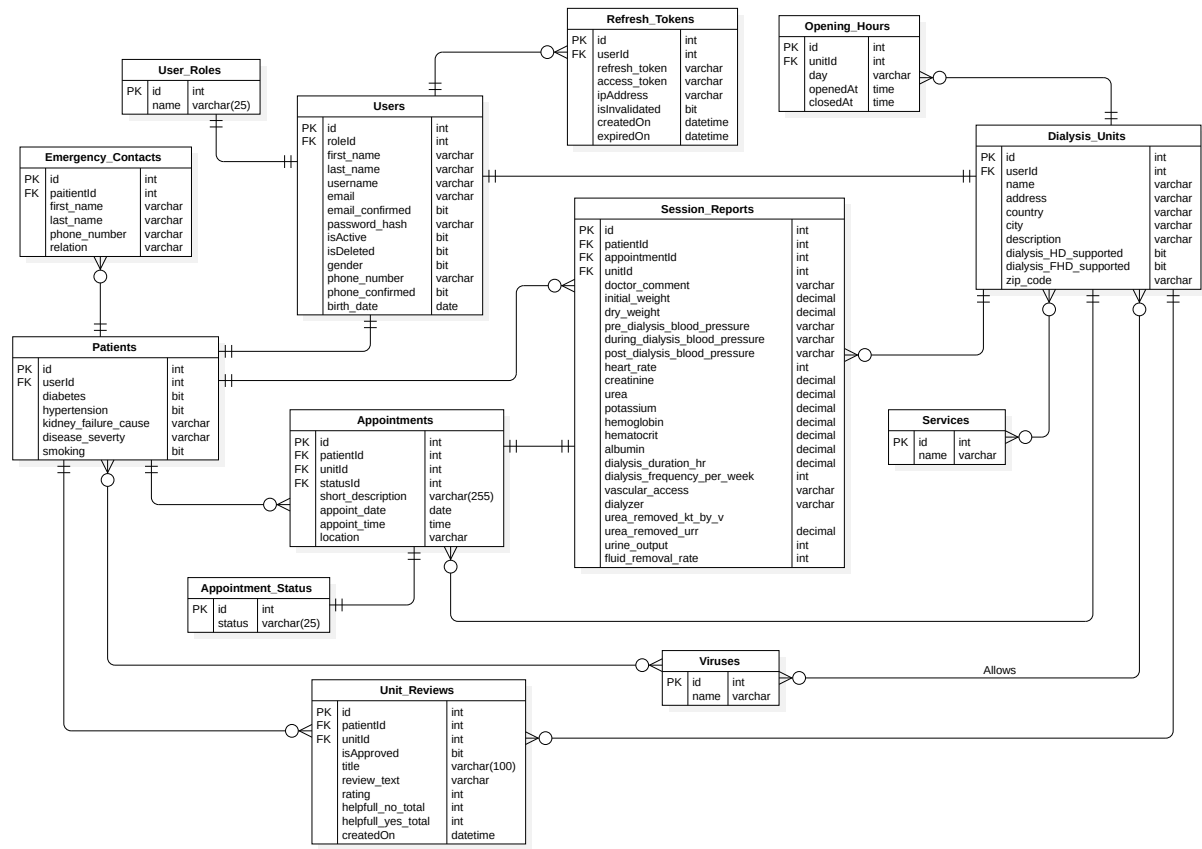 Refresh_Tokens
PK id int
FK userId int
refresh_token varchar
access_token varchar
ipAddress varchar
isInvalidated bit
createdOn datetime
expiredOn datetime
Opening_Hours
PK id int
FK unitId int
day varchar
openedAt time
closedAt time
User_Roles
PK id int
name varchar(25)
Users
PK id int
FK roleId int
first_name varchar
last_name varchar
username varchar
email varchar
email_confirmed bit
password_hash varchar
isActive bit
isDeleted bit
gender bit
phone_number varchar
phone_confirmed bit
birth_date date
Dialysis_Units
PK id int
FK userId int
name varchar
address varchar
country varchar
city varchar
description varchar
dialysis_HD_supported bit
dialysis_FHD_supported bit
zip_code varchar
Emergency_Contacts
PK id int
FK paitientId int
first_name varchar
last_name varchar
phone_number varchar
relation varchar
Session_Reports
PK id int
FK patientId int
FK appointmentId int
FK unitId int
doctor_comment varchar
initial_weight decimal
dry_weight decimal
pre_dialysis_blood_pressure varchar
during_dialysis_blood_pressure varchar
post_dialysis_blood_pressure varchar
heart_rate int
creatinine decimal
urea decimal
potassium decimal
hemoglobin decimal
hematocrit decimal
albumin decimal
dialysis_duration_hr decimal
dialysis_frequency_per_week int
vascular_access varchar
dialyzer varchar
urea_removed_kt_by_v
urea_removed_urr decimal
urine_output int
fluid_removal_rate int
Patients
PK id int
FK userId int
diabetes bit
hypertension bit
kidney_failure_cause varchar
disease_severty varchar
smoking bit
Appointments
PK id int
FK patientId int
FK unitId int
FK statusId int
short_description varchar(255)
appoint_date date
appoint_time time
location varchar
Services
PK id int
name varchar
Appointment_Status
PK id int
status varchar(25)
Viruses
PK id int
name varchar
Allows
Unit_Reviews
PK id int
FK patientId int
FK unitId int
isApproved bit
title varchar(100)
review_text varchar
rating int
helpfull_no_total int
helpfull_yes_total int
createdOn datetime